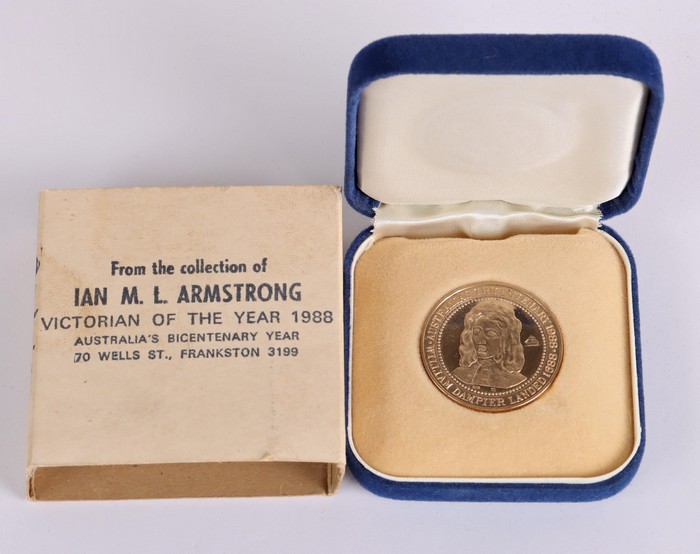 From the collection of
IAN M. L. ARMSTRONG
VICTORIAN OF THE YEAR 1988
AUSTRALIA'S BICENTENARY YEAR
70 WELLS ST., FRANKSTON 3199
1988
WILLIAM DAMPIER LANDED 1688